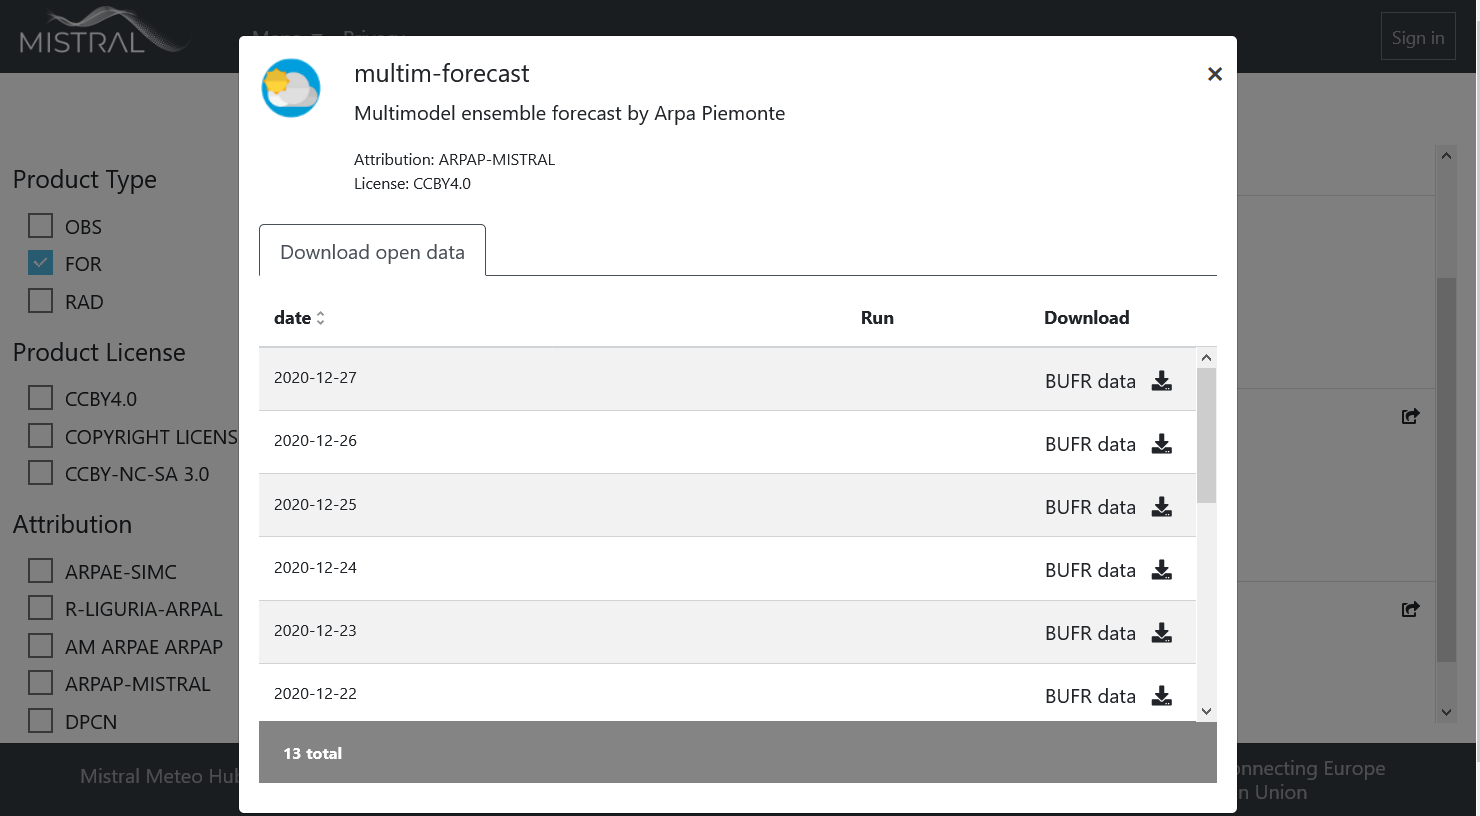 MISTRAL
Sign in
multim-forecast
Multimodel ensemble forecast by Arpa Piemonte
Attribution: ARPAP-MISTRAL
License: CCBY4.0
Download open data
date Run Download
2020-12-27 BUFR data
2020-12-26 BUFR data
2020-12-25 BUFR data
2020-12-24 BUFR data
2020-12-23 BUFR data
2020-12-22 BUFR data
13 total
Product Type
OBS
FOR
RAD
Product License
CCBY4.0
COPYRIGHT LICENS
CCBY-NC-SA 3.0
Attribution
ARPAE-SIMC
R-LIGURIA-ARPAL
AM ARPAE ARPAP
ARPAP-MISTRAL
DPCN
Mistral Meteo Hub
onnecting Europe
n Union